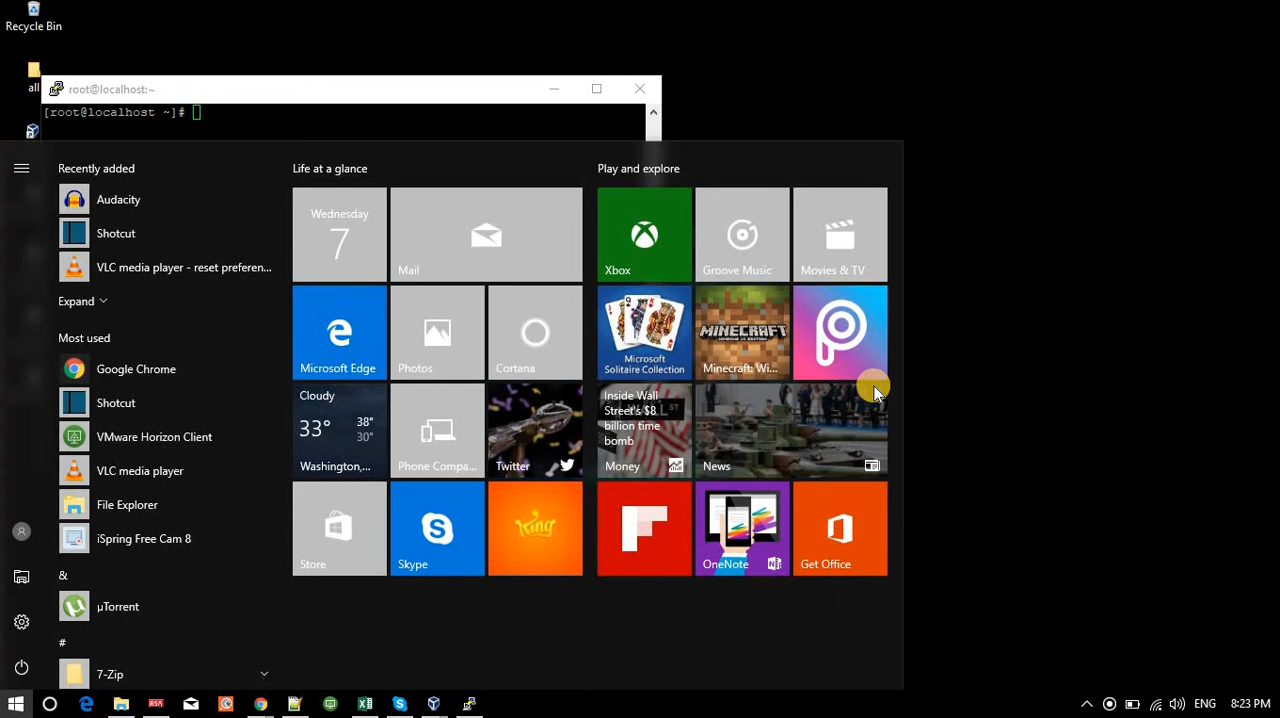 Recycle Bin
all
root@localhost:~
[root@localhost ~]#
Recently added
Audacity
Shotcut
VLC media player - reset preferen...
Expand
Most used
Google Chrome
Shotcut
VMware Horizon Client
VLC media player
File Explorer
iSpring Free Cam 8
&
µTorrent
#
7-Zip
Life at a glance
Wednesday
7
Mail
Microsoft Edge
Photos
Cortana
Cloudy
33°
38°
30°
Washington,...
Phone Compa...
Twitter
Store
Skype
King
Play and explore
Xbox
Groove Music
Movies & TV
Microsoft
Solitaire Collection
MINECRAFT
Minecraft: Wi...
Inside Wall
Street's $8
billion time
bomb
Money
News
OneNote
Get Office
RSA
ENG
8:23 PM